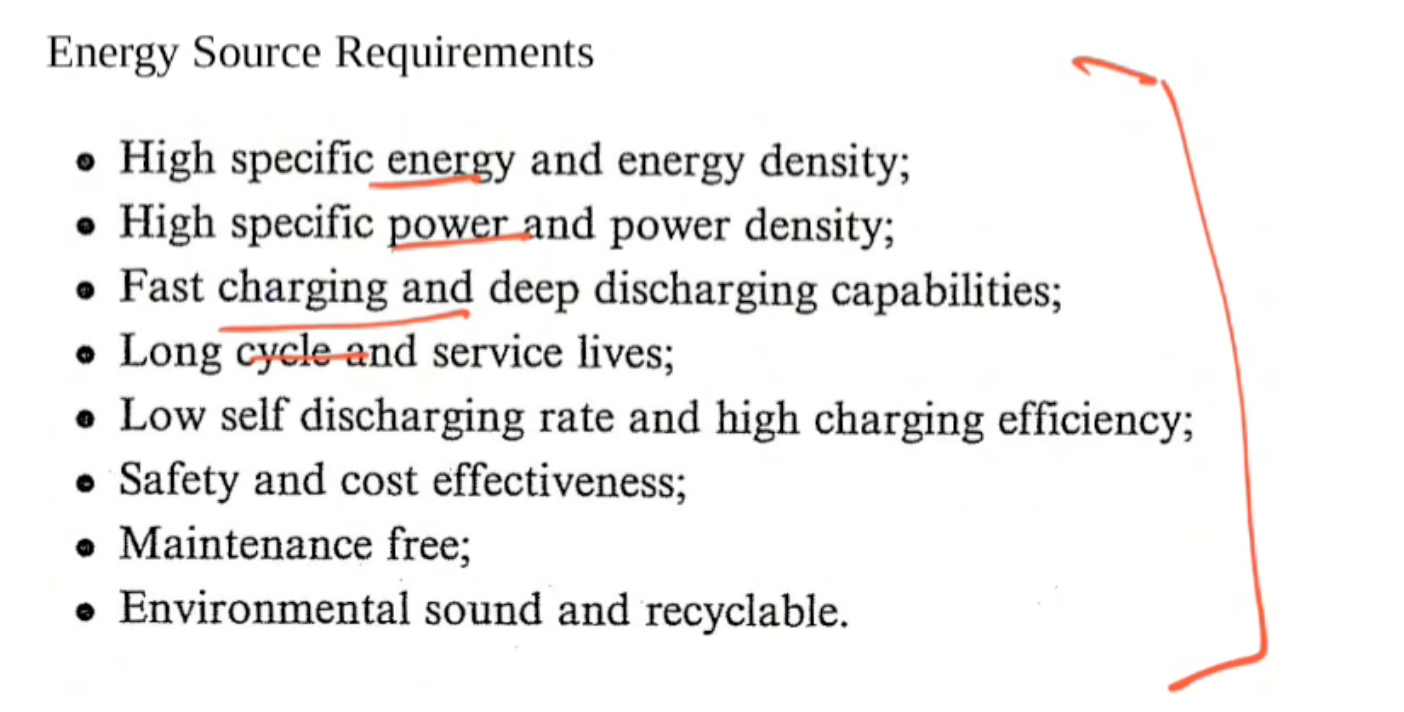 Energy Source Requirements
• High specific energy and energy density;
• High specific power and power density;
• Fast charging and deep discharging capabilities;
• Long cycle and service lives;
• Low self discharging rate and high charging efficiency;
• Safety and cost effectiveness;
• Maintenance free;
• Environmental sound and recyclable.